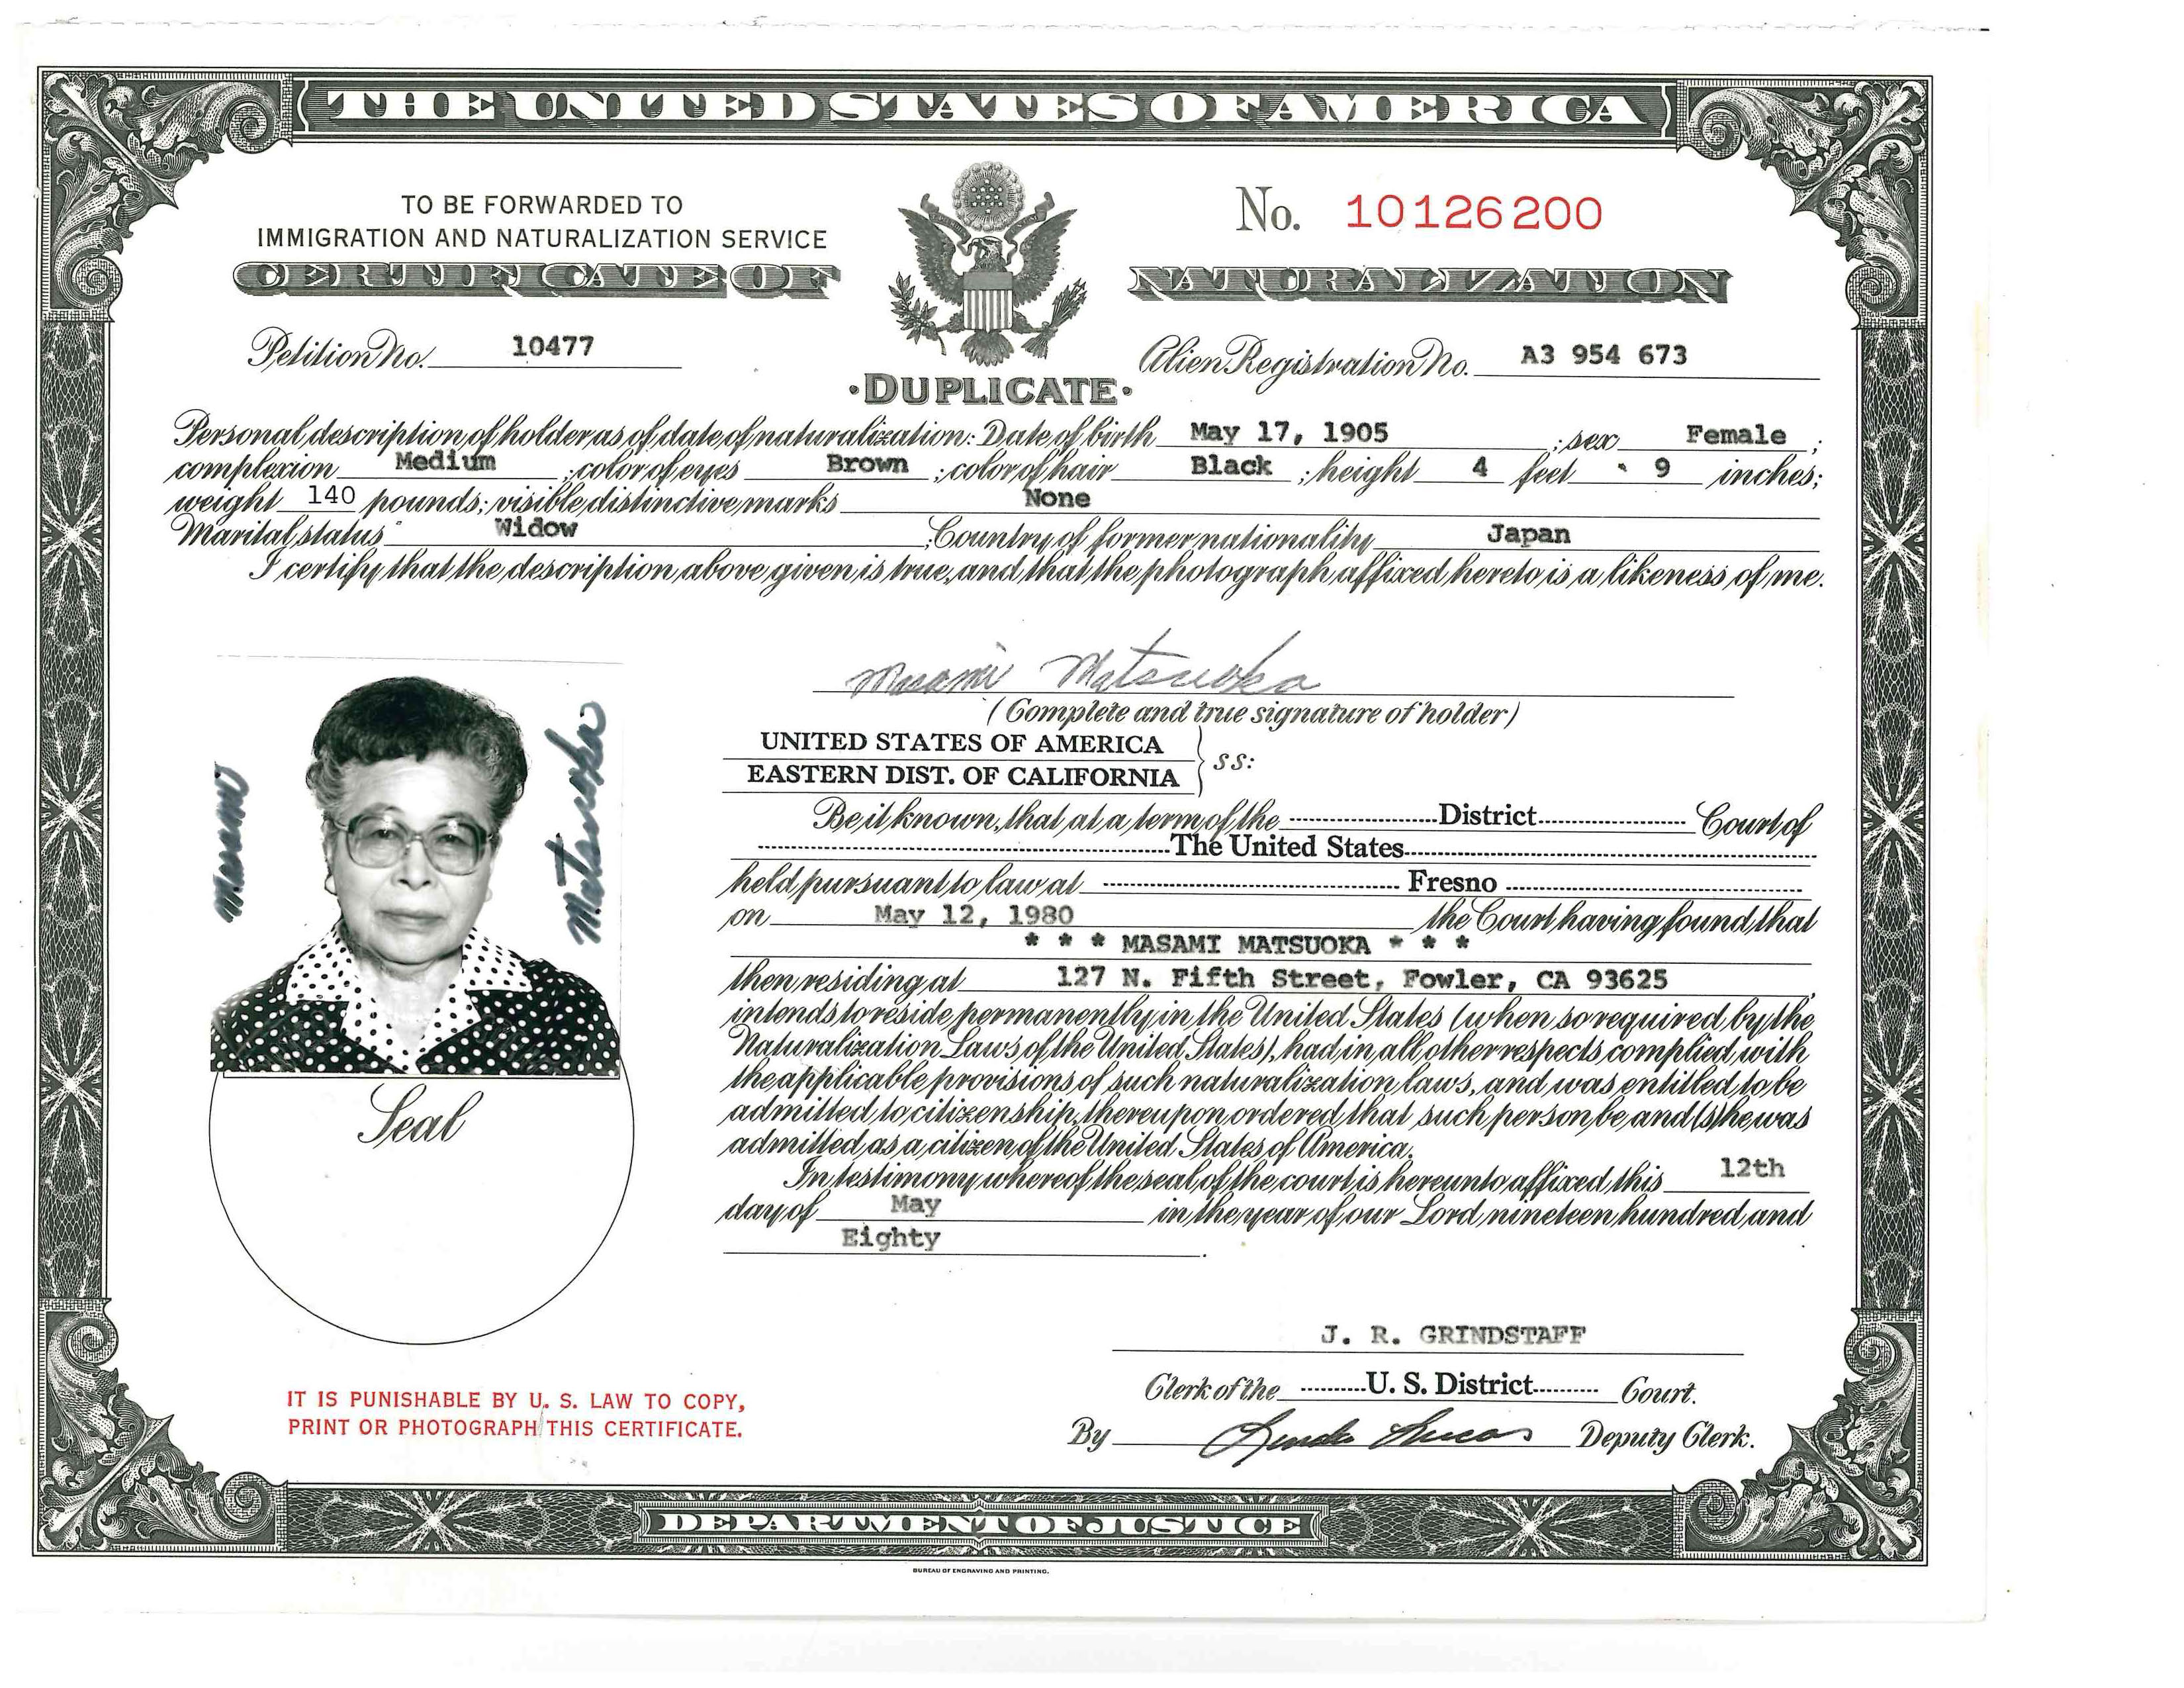 THE UNITED STATES OF AMERICA
TO BE FORWARDED TO
IMMIGRATION AND NATURALIZATION SERVICE
No. 10126200
CERTIFICATE OF NATURALIZATION
Petition No. 10477
Alien Registration No. A3 954 673
·DUPLICATE·
Personal description of holder as of date of naturalization: Date of birth May 17, 1905 ; sex Female ;
complexion Medium ; color of eyes Brown ; color of hair Black ; height 4 feet 9 inches;
weight 140 pounds; visible distinctive marks None
Marital status Widow ; Country of former nationality Japan
I certify that the description above given is true, and that the photograph affixed hereto is a likeness of me.
Masami Matsuoka
(Complete and true signature of holder)
Masami
Matsuoka
UNITED STATES OF AMERICA
EASTERN DIST. OF CALIFORNIA
ss:
Be it known, that at a term of the District Court of
The United States
held pursuant to law at Fresno
on May 12, 1980 the Court having found that
* * * MASAMI MATSUOKA * * *
then residing at 127 N. Fifth Street, Fowler, CA 93625 ,
intends to reside permanently in the United States (when so required by the
Naturalization Laws of the United States), had in all other respects complied with
the applicable provisions of such naturalization laws, and was entitled to be
admitted to citizenship, thereupon ordered that such person be and (s)he was
admitted as a citizen of the United States of America.
In testimony whereof the seal of the court is hereunto affixed this 12th
day of May in the year of our Lord nineteen hundred and
Eighty .
Seal
J. R. GRINDSTAFF
Clerk of the U. S. District Court.
By Linda Lucas Deputy Clerk.
IT IS PUNISHABLE BY U. S. LAW TO COPY,
PRINT OR PHOTOGRAPH THIS CERTIFICATE.
DEPARTMENT OF JUSTICE
BUREAU OF ENGRAVING AND PRINTING.